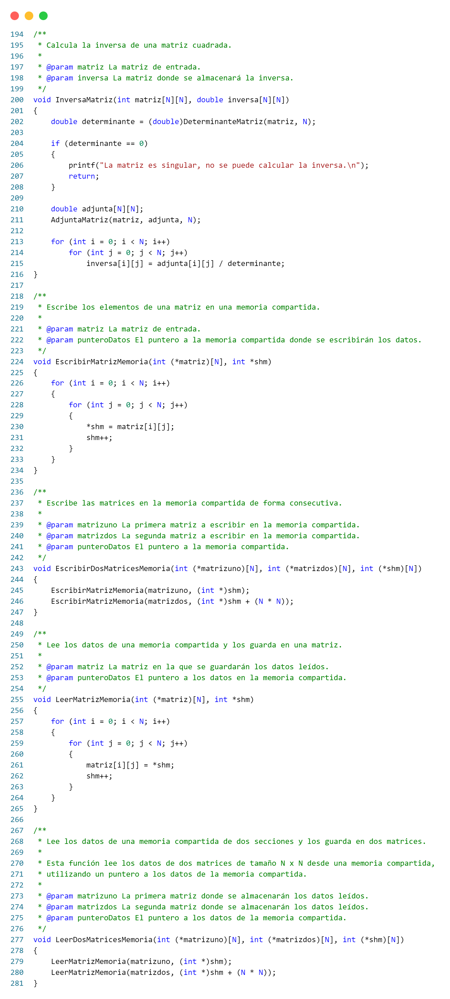 194 /**
195  * Calcula la inversa de una matriz cuadrada.
196  *
197  * @param matriz La matriz de entrada.
198  * @param inversa La matriz donde se almacenará la inversa.
199  */
200 void InversaMatriz(int matriz[N][N], double inversa[N][N])
201 {
202     double determinante = (double)DeterminanteMatriz(matriz, N);
203
204     if (determinante == 0)
205     {
206         printf("La matriz es singular, no se puede calcular la inversa.\n");
207         return;
208     }
209
210     double adjunta[N][N];
211     AdjuntaMatriz(matriz, adjunta, N);
212
213     for (int i = 0; i < N; i++)
214         for (int j = 0; j < N; j++)
215             inversa[i][j] = adjunta[i][j] / determinante;
216 }
217
218 /**
219  * Escribe los elementos de una matriz en una memoria compartida.
220  *
221  * @param matriz La matriz de entrada.
222  * @param punteroDatos El puntero a la memoria compartida donde se escribirán los datos.
223  */
224 void EscribirMatrizMemoria(int (*matriz)[N], int *shm)
225 {
226     for (int i = 0; i < N; i++)
227     {
228         for (int j = 0; j < N; j++)
229         {
230             *shm = matriz[i][j];
231             shm++;
232         }
233     }
234 }
235
236 /**
237  * Escribe las matrices en la memoria compartida de forma consecutiva.
238  *
239  * @param matrizuno La primera matriz a escribir en la memoria compartida.
240  * @param matrizdos La segunda matriz a escribir en la memoria compartida.
241  * @param punteroDatos El puntero a la memoria compartida.
242  */
243 void EscribirDosMatricesMemoria(int (*matrizuno)[N], int (*matrizdos)[N], int (*shm)[N])
244 {
245     EscribirMatrizMemoria(matrizuno, (int *)shm);
246     EscribirMatrizMemoria(matrizdos, (int *)shm + (N * N));
247 }
248
249 /**
250  * Lee los datos de una memoria compartida y los guarda en una matriz.
251  *
252  * @param matriz La matriz en la que se guardarán los datos leídos.
253  * @param punteroDatos El puntero a los datos en la memoria compartida.
254  */
255 void LeerMatrizMemoria(int (*matriz)[N], int *shm)
256 {
257     for (int i = 0; i < N; i++)
258     {
259         for (int j = 0; j < N; j++)
260         {
261             matriz[i][j] = *shm;
262             shm++;
263         }
264     }
265 }
266
267 /**
268  * Lee los datos de una memoria compartida de dos secciones y los guarda en dos matrices.
269  *
270  * Esta función lee los datos de dos matrices de tamaño N x N desde una memoria compartida,
271  * utilizando un puntero a los datos de la memoria compartida.
272  *
273  * @param matrizuno La primera matriz donde se almacenarán los datos leídos.
274  * @param matrizdos La segunda matriz donde se almacenarán los datos leídos.
275  * @param punteroDatos El puntero a los datos de la memoria compartida.
276  */
277 void LeerDosMatricesMemoria(int (*matrizuno)[N], int (*matrizdos)[N], int (*shm)[N])
278 {
279     LeerMatrizMemoria(matrizuno, (int *)shm);
280     LeerMatrizMemoria(matrizdos, (int *)shm + (N * N));
281 }